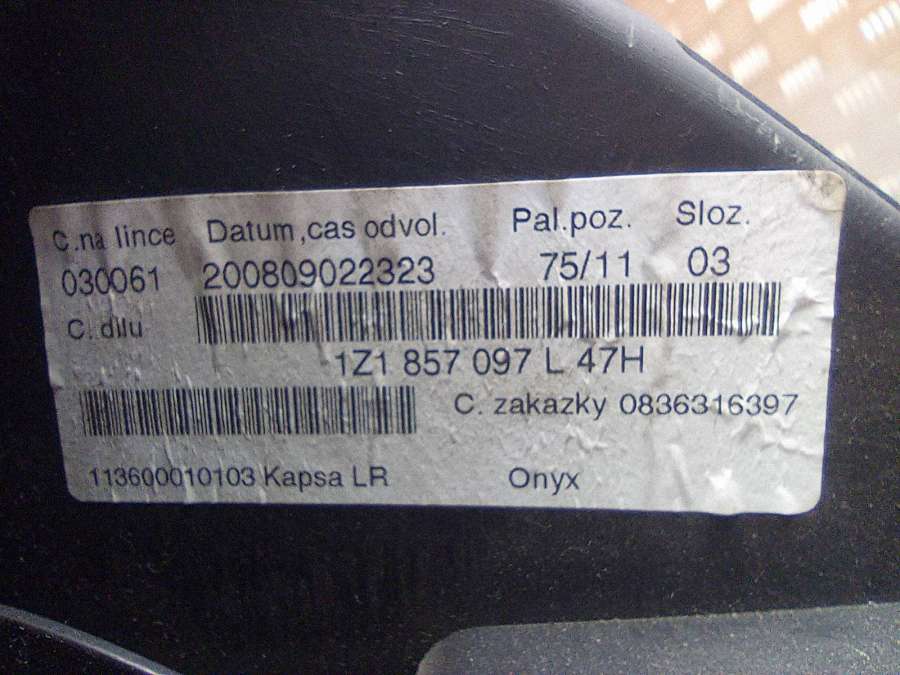 C.na lince Datum,cas odvol. Pal.poz. Sloz.
030061 200809022323 75/11 03
C. dilu
1Z1 857 097 L 47H
C. zakazky 0836316397
113600010103 Kapsa LR Onyx